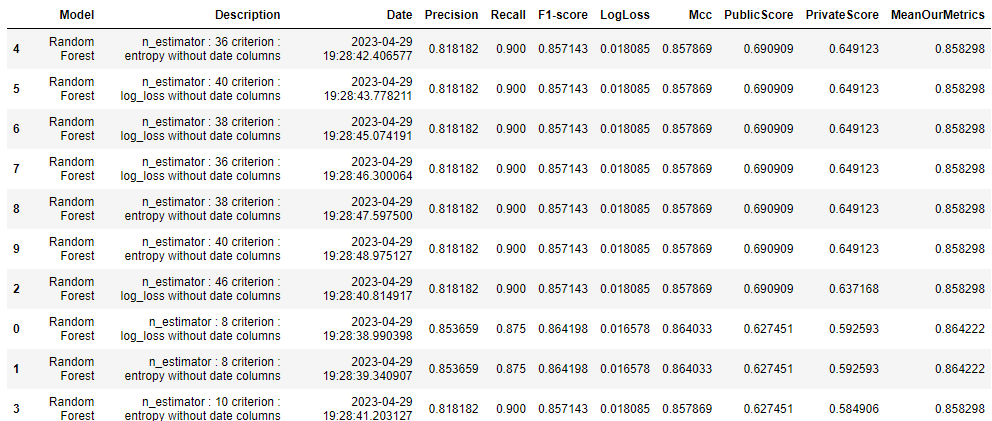 Model Description Date Precision Recall F1-score LogLoss Mcc PublicScore PrivateScore MeanOurMetrics
4 Random Forest n_estimator : 36 criterion : entropy without date columns 2023-04-29 19:28:42.406577 0.818182 0.900 0.857143 0.018085 0.857869 0.690909 0.649123 0.858298
5 Random Forest n_estimator : 40 criterion : log_loss without date columns 2023-04-29 19:28:43.778211 0.818182 0.900 0.857143 0.018085 0.857869 0.690909 0.649123 0.858298
6 Random Forest n_estimator : 38 criterion : log_loss without date columns 2023-04-29 19:28:45.074191 0.818182 0.900 0.857143 0.018085 0.857869 0.690909 0.649123 0.858298
7 Random Forest n_estimator : 36 criterion : log_loss without date columns 2023-04-29 19:28:46.300064 0.818182 0.900 0.857143 0.018085 0.857869 0.690909 0.649123 0.858298
8 Random Forest n_estimator : 38 criterion : entropy without date columns 2023-04-29 19:28:47.597500 0.818182 0.900 0.857143 0.018085 0.857869 0.690909 0.649123 0.858298
9 Random Forest n_estimator : 40 criterion : entropy without date columns 2023-04-29 19:28:48.975127 0.818182 0.900 0.857143 0.018085 0.857869 0.690909 0.649123 0.858298
2 Random Forest n_estimator : 46 criterion : log_loss without date columns 2023-04-29 19:28:40.814917 0.818182 0.900 0.857143 0.018085 0.857869 0.690909 0.637168 0.858298
0 Random Forest n_estimator : 8 criterion : log_loss without date columns 2023-04-29 19:28:38.990398 0.853659 0.875 0.864198 0.016578 0.864033 0.627451 0.592593 0.864222
1 Random Forest n_estimator : 8 criterion : entropy without date columns 2023-04-29 19:28:39.340907 0.853659 0.875 0.864198 0.016578 0.864033 0.627451 0.592593 0.864222
3 Random Forest n_estimator : 10 criterion : entropy without date columns 2023-04-29 19:28:41.203127 0.818182 0.900 0.857143 0.018085 0.857869 0.627451 0.584906 0.858298